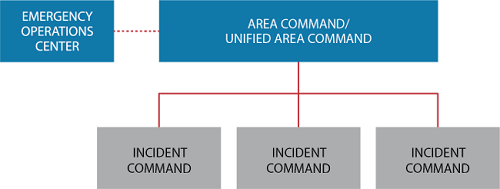 EMERGENCY
OPERATIONS
CENTER
AREA COMMAND/
UNIFIED AREA COMMAND
INCIDENT
COMMAND
INCIDENT
COMMAND
INCIDENT
COMMAND